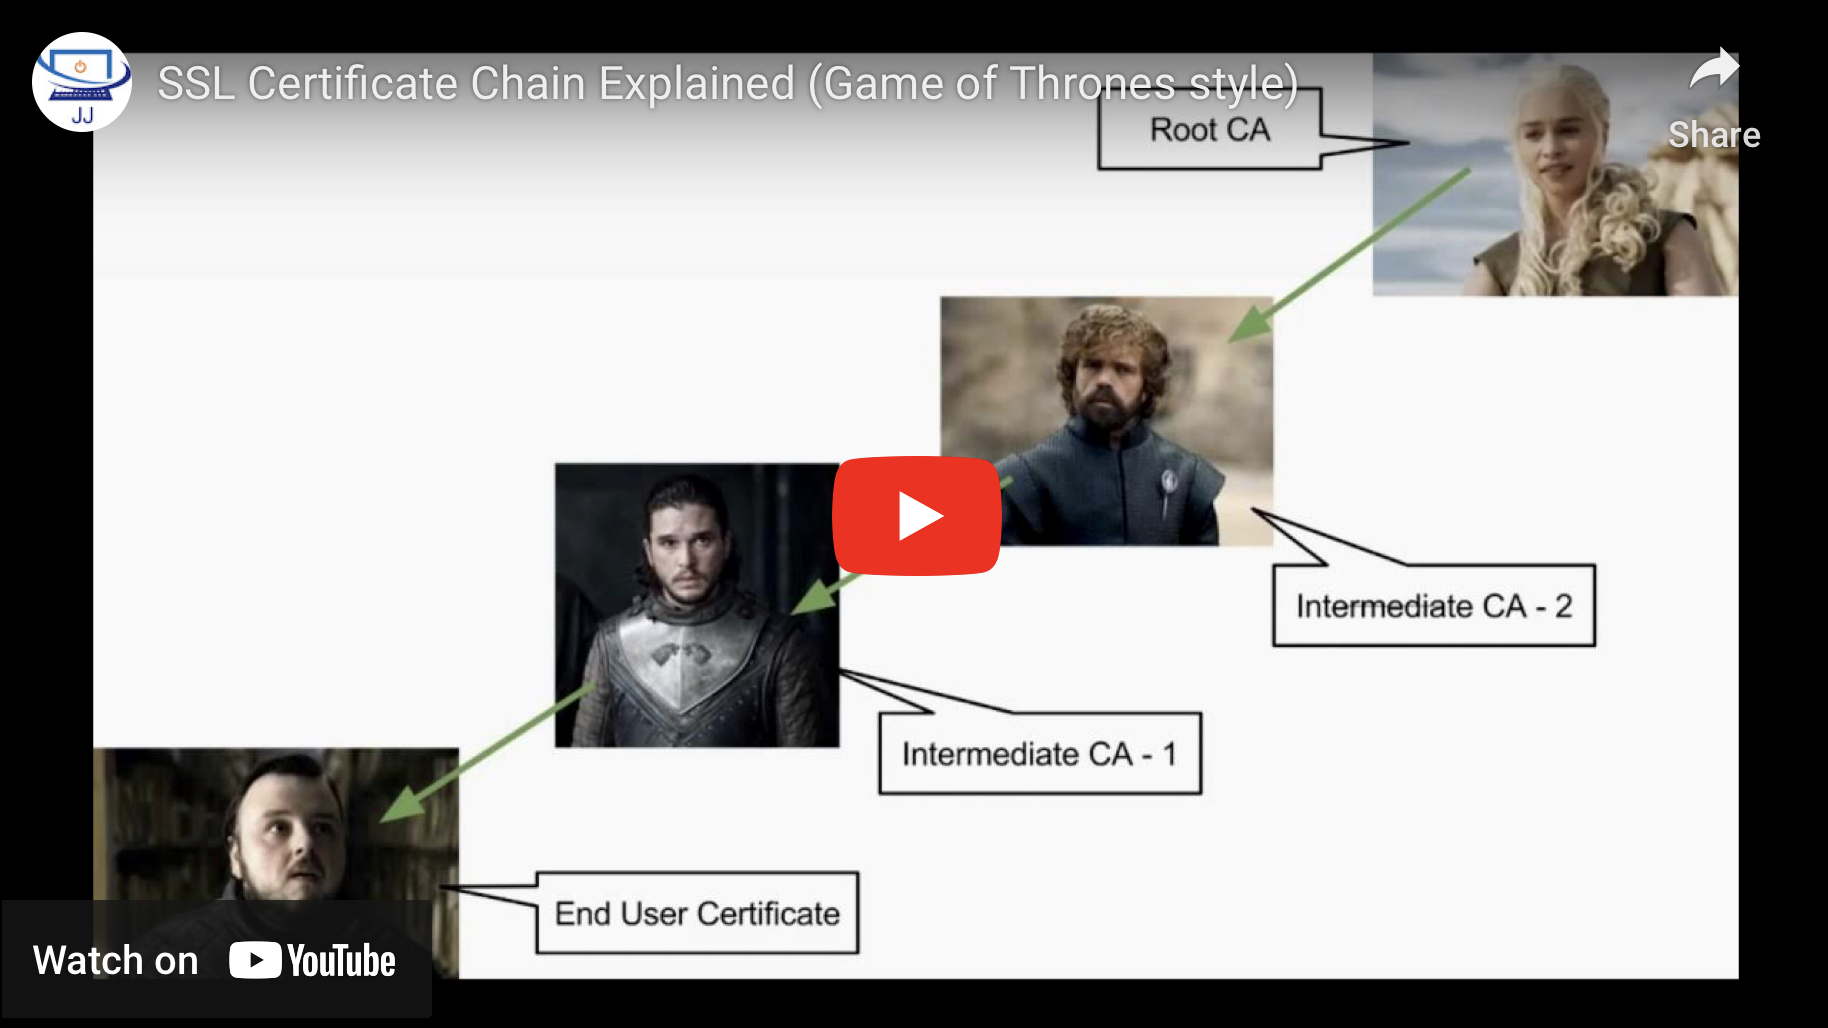 JJ
SSL Certificate Chain Explained (Game of Thrones style)
Share
Root CA
Intermediate CA - 2
Intermediate CA - 1
End User Certificate
Watch on YouTube